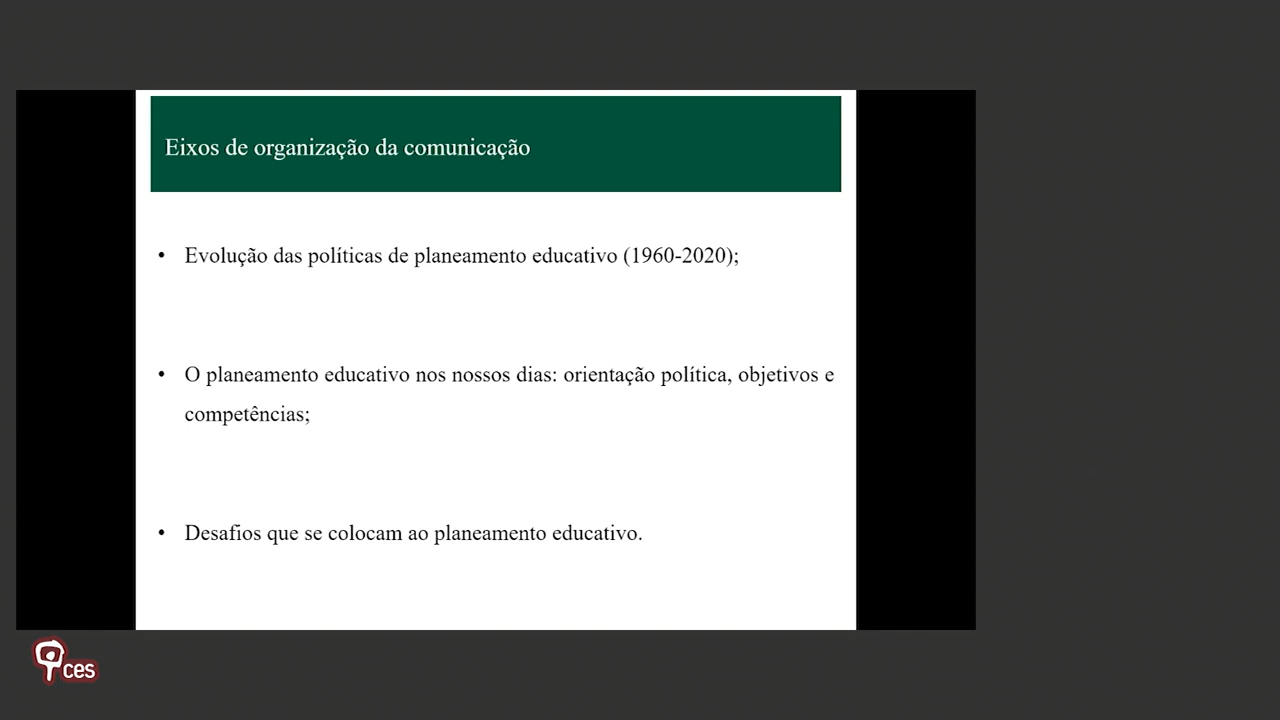 Eixos de organização da comunicação
• Evolução das políticas de planeamento educativo (1960-2020);
• O planeamento educativo nos nossos dias: orientação política, objetivos e
competências;
• Desafios que se colocam ao planeamento educativo.
ces